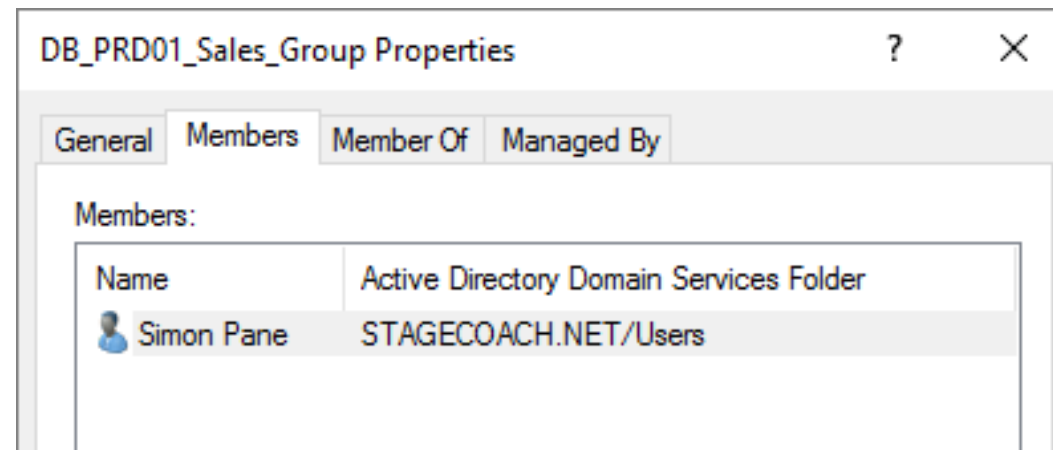 DB_PRD01_Sales_Group Properties ? ×
General Members Member Of Managed By
Members:
Name Active Directory Domain Services Folder
Simon Pane STAGECOACH.NET/Users